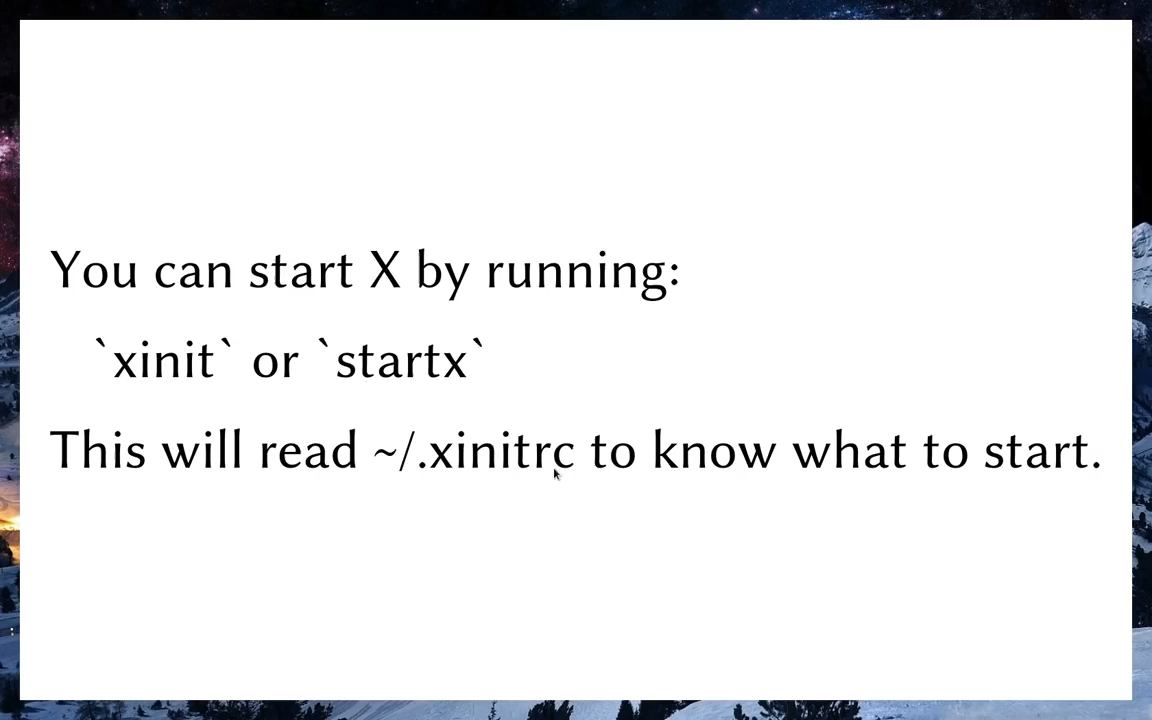 You can start X by running:
`xinit` or `startx`
This will read ~/.xinitrc to know what to start.